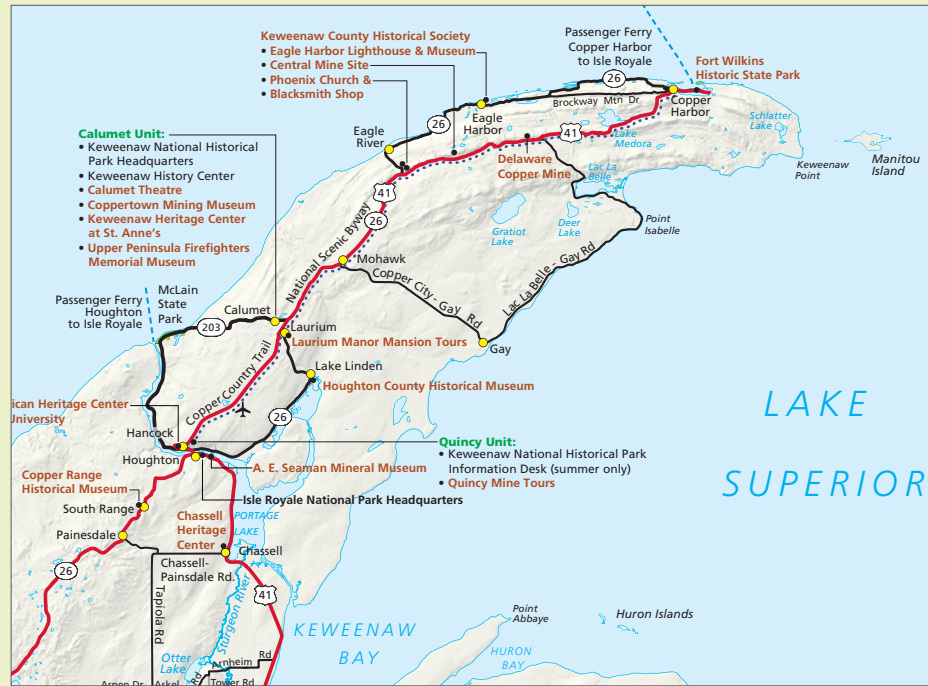 Keweenaw County Historical Society
• Eagle Harbor Lighthouse & Museum
• Central Mine Site
• Phoenix Church &
• Blacksmith Shop
Passenger Ferry
Copper Harbor
to Isle Royale
Fort Wilkins
Historic State Park
26
Brockway Mtn Dr
Copper
Harbor
Eagle
Harbor
26
41
Lake
Medora
Schlatter
Lake
Eagle
River
Delaware
Copper Mine
Lac La
Belle
Keweenaw
Point
Manitou
Island
Calumet Unit:
• Keweenaw National Historical
Park Headquarters
• Keweenaw History Center
• Calumet Theatre
• Coppertown Mining Museum
• Keweenaw Heritage Center
at St. Anne's
• Upper Peninsula Firefighters
Memorial Museum
41
26
National Scenic Byway
Gratiot
Lake
Deer
Lake
Point
Isabelle
Mohawk
Copper City - Gay Rd
Lac La Belle - Gay Rd
Gay
Passenger Ferry
Houghton
to Isle Royale
McLain
State
Park
203
Calumet
Laurium
Laurium Manor Mansion Tours
Copper Country Trail
Lake Linden
Houghton County Historical Museum
26
ican Heritage Center
University
Hancock
Houghton
LAKE
SUPERIOR
Quincy Unit:
• Keweenaw National Historical Park
Information Desk (summer only)
• Quincy Mine Tours
A. E. Seaman Mineral Museum
Isle Royale National Park Headquarters
Copper Range
Historical Museum
South Range
Painesdale
26
Chassell
Heritage
Center
PORTAGE
LAKE
Chassell
Chassell-
Painsdale Rd.
Tapiola Rd
Sturgeon River
41
KEWEENAW
BAY
Point
Abbaye
Huron Islands
HURON
BAY
Otter
Lake
Arnheim Rd
Rd
Aspen Dr
Askel
Tower Rd